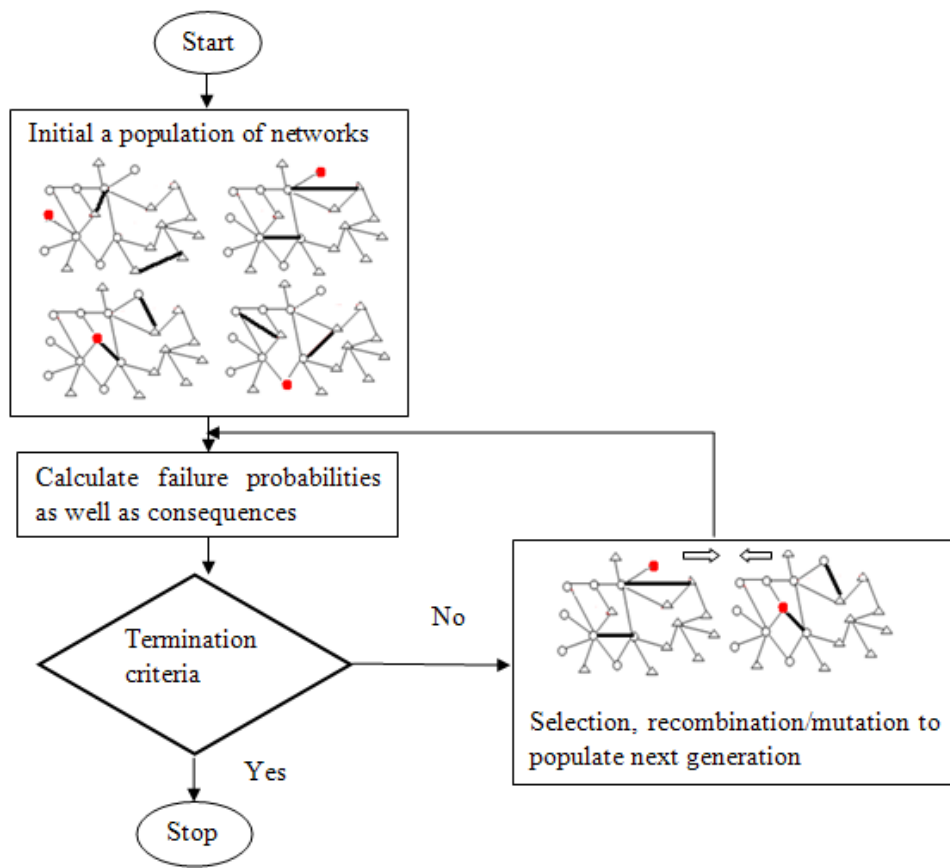 Start
Initial a population of networks
Calculate failure probabilities
as well as consequences
Termination
criteria
No
Selection, recombination/mutation to
populate next generation
Yes
Stop